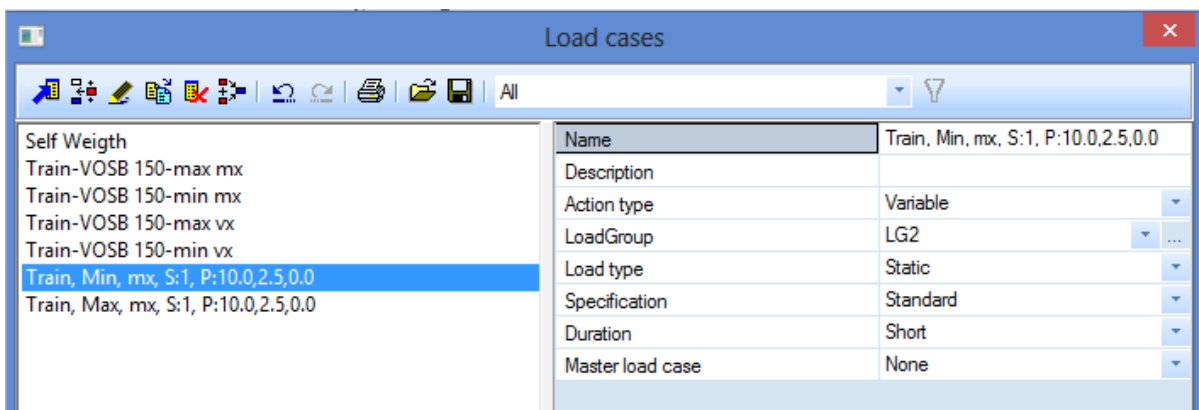 Load cases
All
Self Weigth
Train-VOSB 150-max mx
Train-VOSB 150-min mx
Train-VOSB 150-max vx
Train-VOSB 150-min vx
Train, Min, mx, S:1, P:10.0,2.5,0.0
Train, Max, mx, S:1, P:10.0,2.5,0.0
Name Train, Min, mx, S:1, P:10.0,2.5,0.0
Description
Action type Variable
LoadGroup LG2 ...
Load type Static
Specification Standard
Duration Short
Master load case None